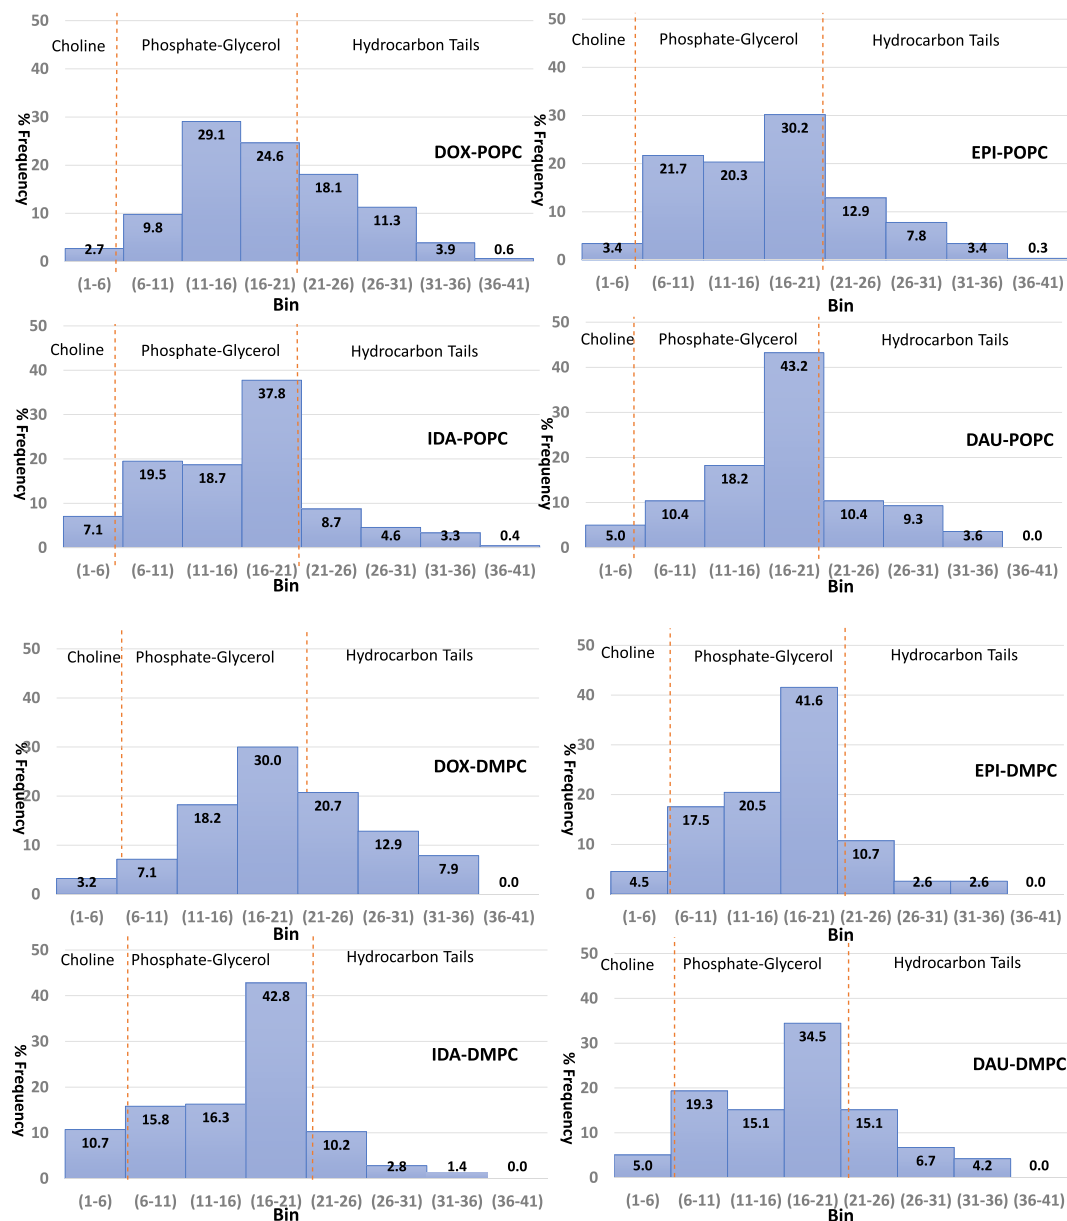 50
Choline Phosphate-Glycerol Hydrocarbon Tails
40
30
20
10
0
% Frequency
DOX-POPC
2.7 9.8 29.1 24.6 18.1 11.3 3.9 0.6
(1-6) (6-11) (11-16) (16-21) (21-26) (26-31) (31-36) (36-41)
Bin
50
Choline Phosphate-Glycerol Hydrocarbon Tails
40
30
20
10
0
% Frequency
EPI-POPC
3.4 21.7 20.3 30.2 12.9 7.8 3.4 0.3
(1-6) (6-11) (11-16) (16-21) (21-26) (26-31) (31-36) (36-41)
Bin
50
Choline Phosphate-Glycerol Hydrocarbon Tails
40
30
20
10
0
% Frequency
IDA-POPC
7.1 19.5 18.7 37.8 8.7 4.6 3.3 0.4
(1-6) (6-11) (11-16) (16-21) (21-26) (26-31) (31-36) (36-41)
Bin
50
Choline Phosphate-Glycerol Hydrocarbon Tails
40
30
20
10
0
% Frequency
DAU-POPC
5.0 10.4 18.2 43.2 10.4 9.3 3.6 0.0
(1-6) (6-11) (11-16) (16-21) (21-26) (26-31) (31-36) (36-41)
Bin
50
Choline Phosphate-Glycerol Hydrocarbon Tails
40
30
20
10
0
% Frequency
DOX-DMPC
3.2 7.1 18.2 30.0 20.7 12.9 7.9 0.0
(1-6) (6-11) (11-16) (16-21) (21-26) (26-31) (31-36) (36-41)
Bin
50
Choline Phosphate-Glycerol Hydrocarbon Tails
40
30
20
10
0
% Frequency
EPI-DMPC
4.5 17.5 20.5 41.6 10.7 2.6 2.6 0.0
(1-6) (6-11) (11-16) (16-21) (21-26) (26-31) (31-36) (36-41)
Bin
50
Choline Phosphate-Glycerol Hydrocarbon Tails
40
30
20
10
0
% Frequency
IDA-DMPC
10.7 15.8 16.3 42.8 10.2 2.8 1.4 0.0
(1-6) (6-11) (11-16) (16-21) (21-26) (26-31) (31-36) (36-41)
Bin
50
Choline Phosphate-Glycerol Hydrocarbon Tails
40
30
20
10
0
% Frequency
DAU-DMPC
5.0 19.3 15.1 34.5 15.1 6.7 4.2 0.0
(1-6) (6-11) (11-16) (16-21) (21-26) (26-31) (31-36) (36-41)
Bin